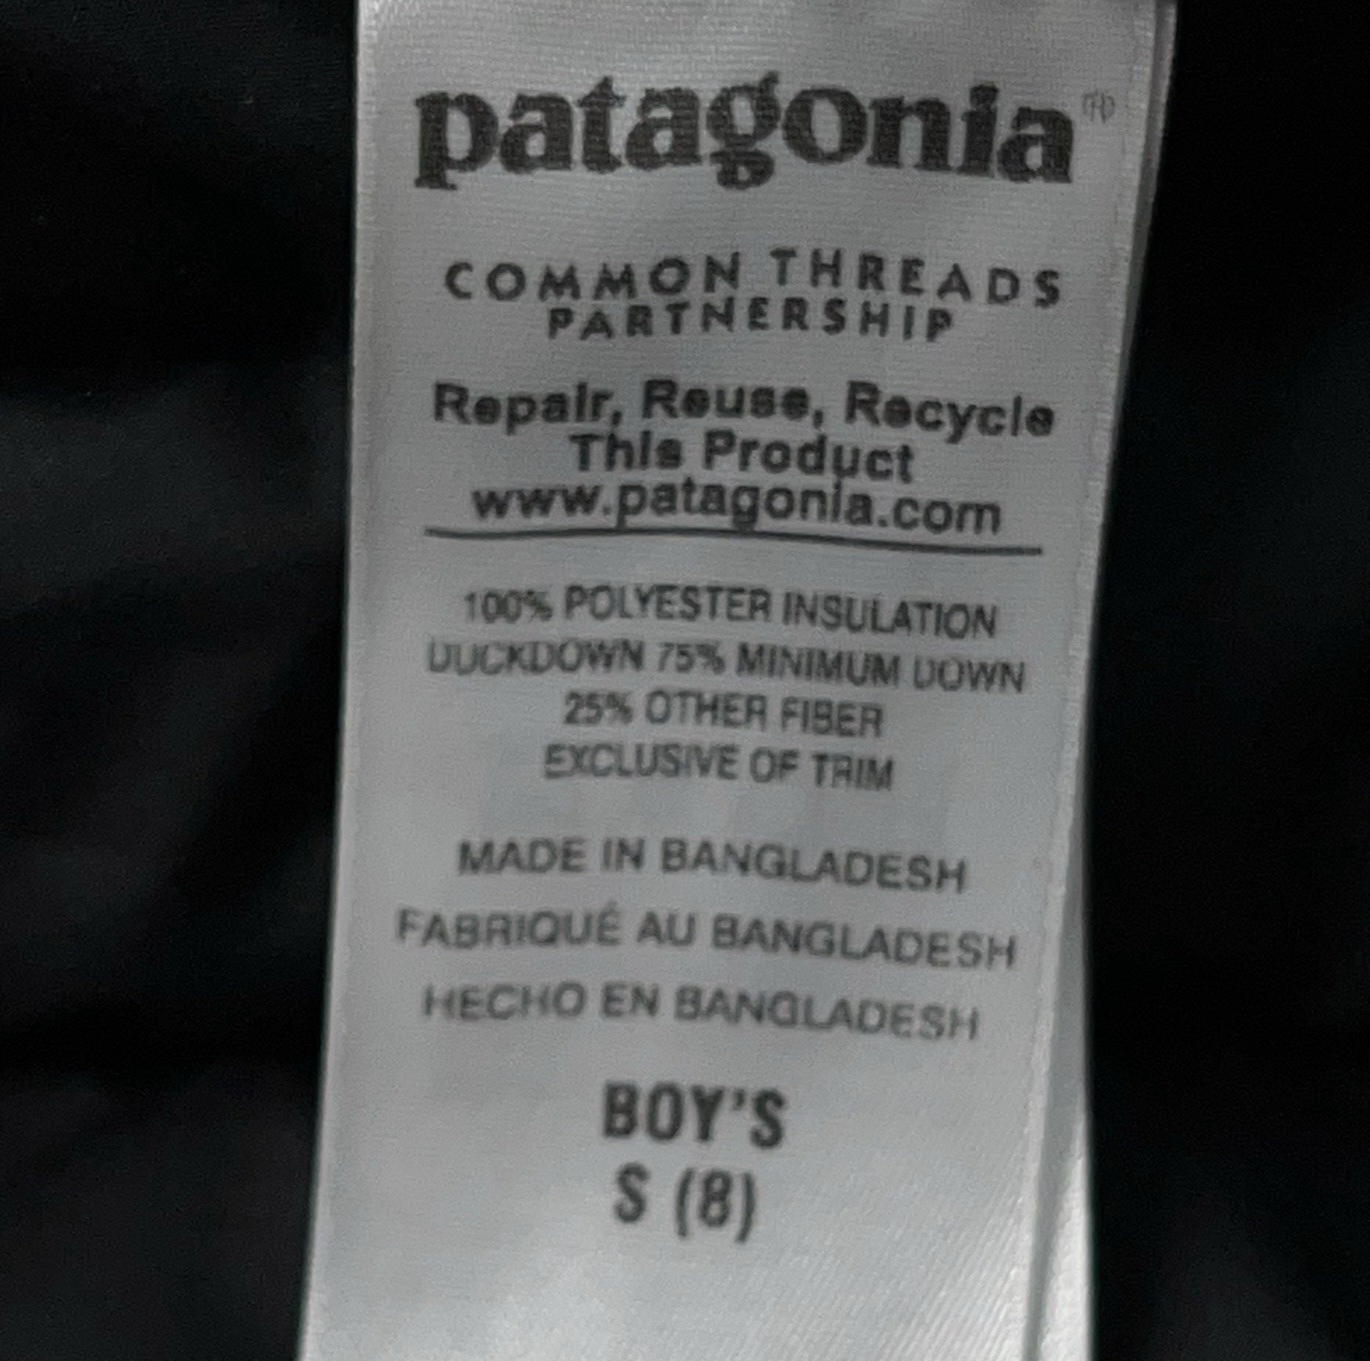 patagonia®
COMMON THREADS
PARTNERSHIP
Repair, Reuse, Recycle
This Product
www.patagonia.com
100% POLYESTER INSULATION
DUCKDOWN 75% MINIMUM DOWN
25% OTHER FIBER
EXCLUSIVE OF TRIM
MADE IN BANGLADESH
FABRIQUÉ AU BANGLADESH
HECHO EN BANGLADESH
BOY'S
S (8)